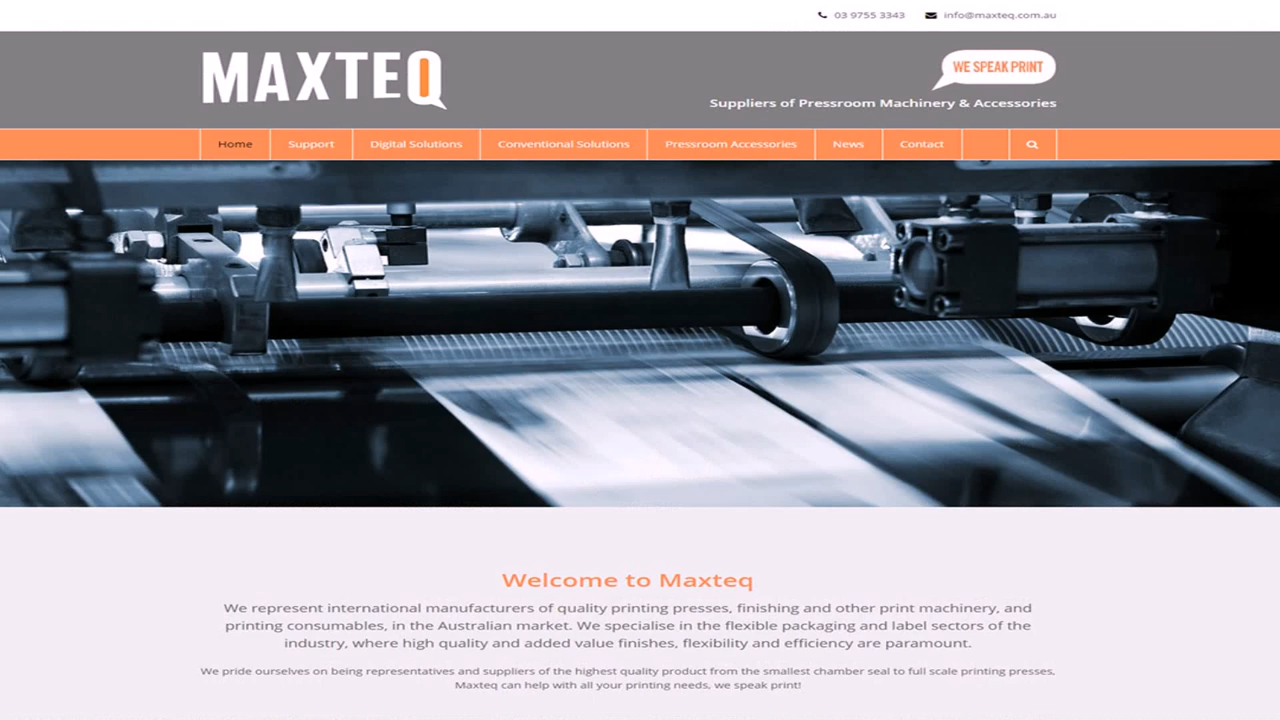 03 9755 3343 info@maxteq.com.au
MAXTEQ
WE SPEAK PRINT
Suppliers of Pressroom Machinery & Accessories
Home Support Digital Solutions Conventional Solutions Pressroom Accessories News Contact
Welcome to Maxteq
We represent international manufacturers of quality printing presses, finishing and other print machinery, and
printing consumables, in the Australian market. We specialise in the flexible packaging and label sectors of the
industry, where high quality and added value finishes, flexibility and efficiency are paramount.
We pride ourselves on being representatives and suppliers of the highest quality product from the smallest chamber seal to full scale printing presses.
Maxteq can help with all your printing needs, we speak print!